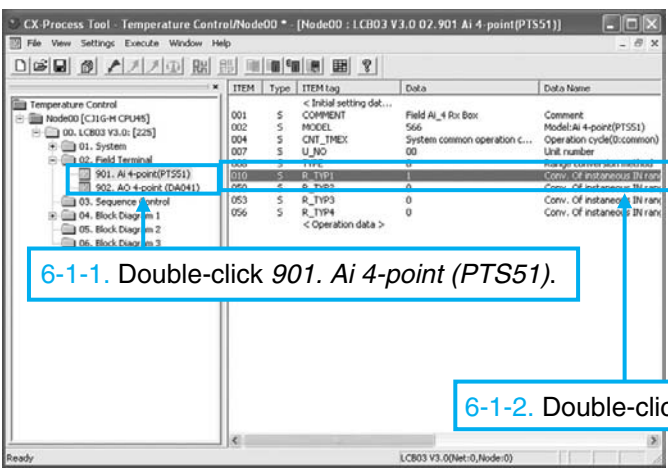 CX-Process Tool - Temperature Control/Node00 * - [Node00 : LCB03 V3.0 02.901 Ai 4-point(PTS51)]
File View Settings Execute Window Help
ITEM Type ITEM tag Data Data Name
< Initial setting dat...
001 S COMMENT Field Ai_4 Rx Box Comment
002 S MODEL 566 Model:Ai 4-point(PTS51)
004 S CNT_TMEX System common operation c... Operation cycle(0:common)
007 S U_NO 00 Unit number
008 S TYPE 0 Range conversion method
010 S R_TYP1 1 Conv. Of instaneous IN rang
050 S R_TYP2 0 Conv. Of instaneous IN rang
053 S R_TYP3 0 Conv. Of instaneous IN rang
056 S R_TYP4 0 Conv. Of instaneous IN rang
< Operation data >
Temperature Control
Node00 [CJ1G-H CPU45]
00. LCB03 V3.0: [225]
01. System
02. Field Terminal
901. Ai 4-point(PTS51)
902. AO 4-point (DA041)
03. Sequence Control
04. Block Diagram 1
05. Block Diagram 2
06. Block Diagram 3
6-1-1. Double-click 901. Ai 4-point (PTS51).
6-1-2. Double-clic
Ready LCB03 V3.0(Net:0,Node:0)